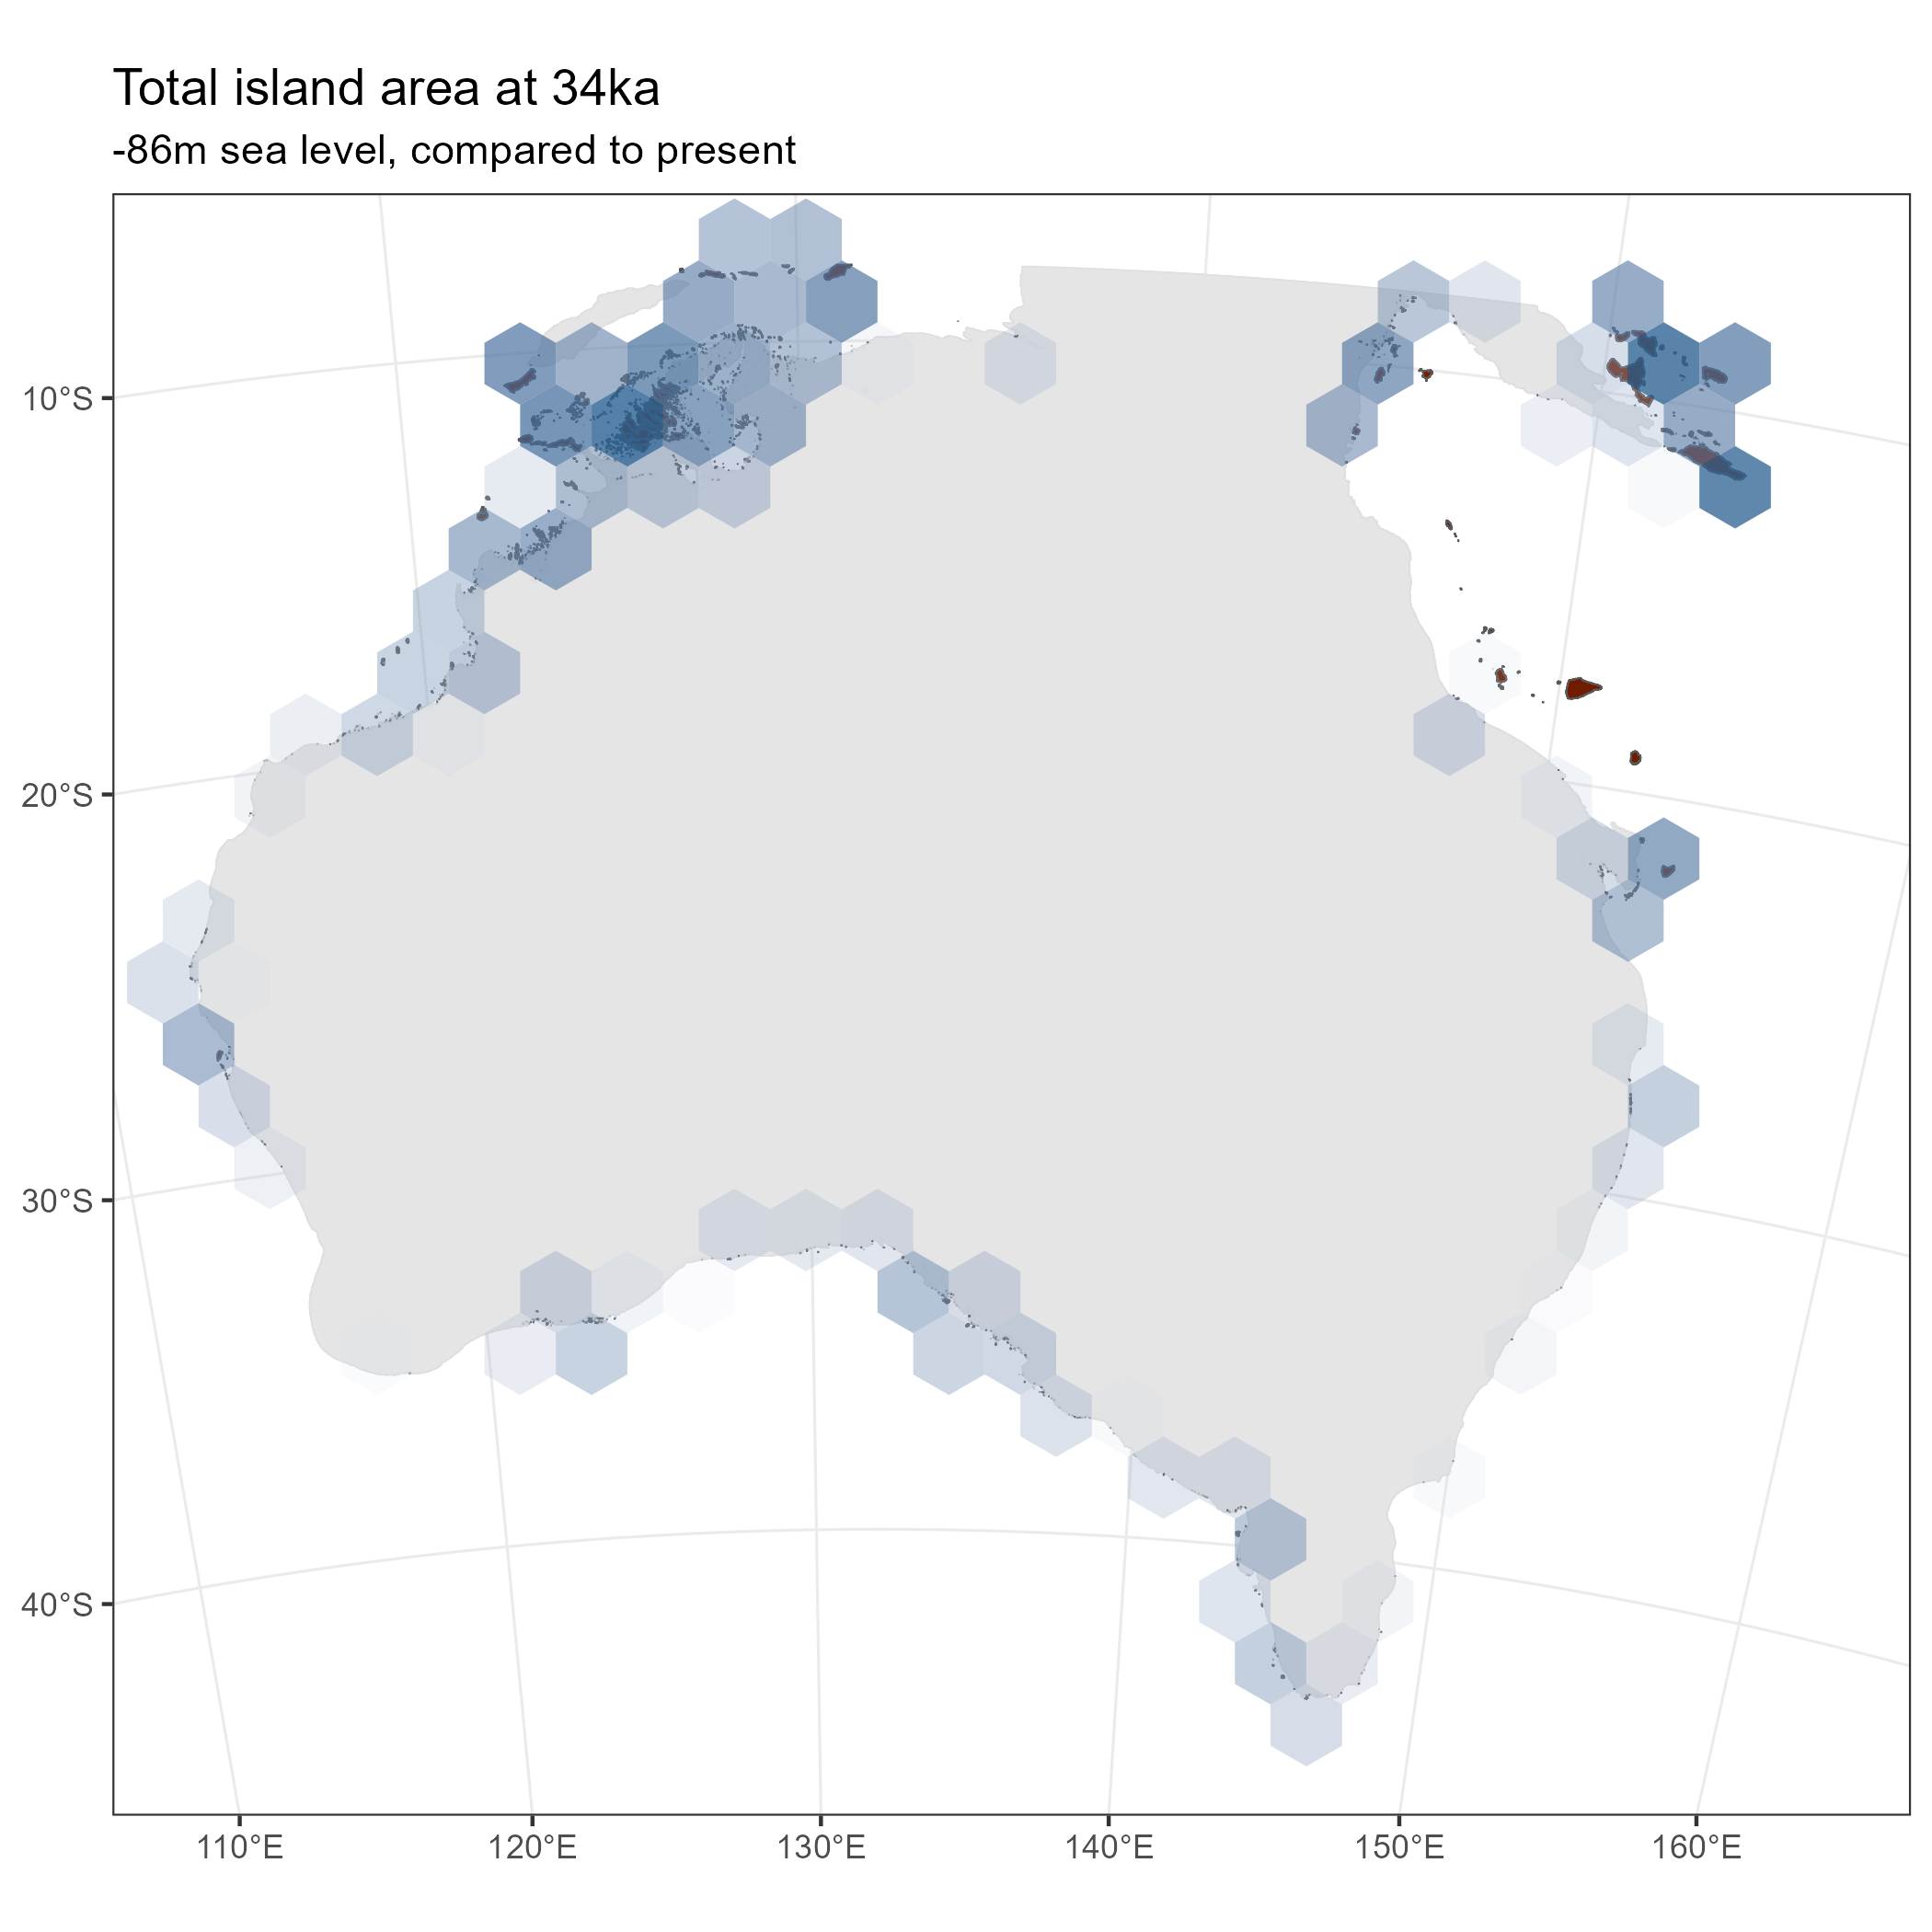 Total island area at 34ka
-86m sea level, compared to present
10°S
20°S
30°S
40°S
110°E
120°E
130°E
140°E
150°E
160°E